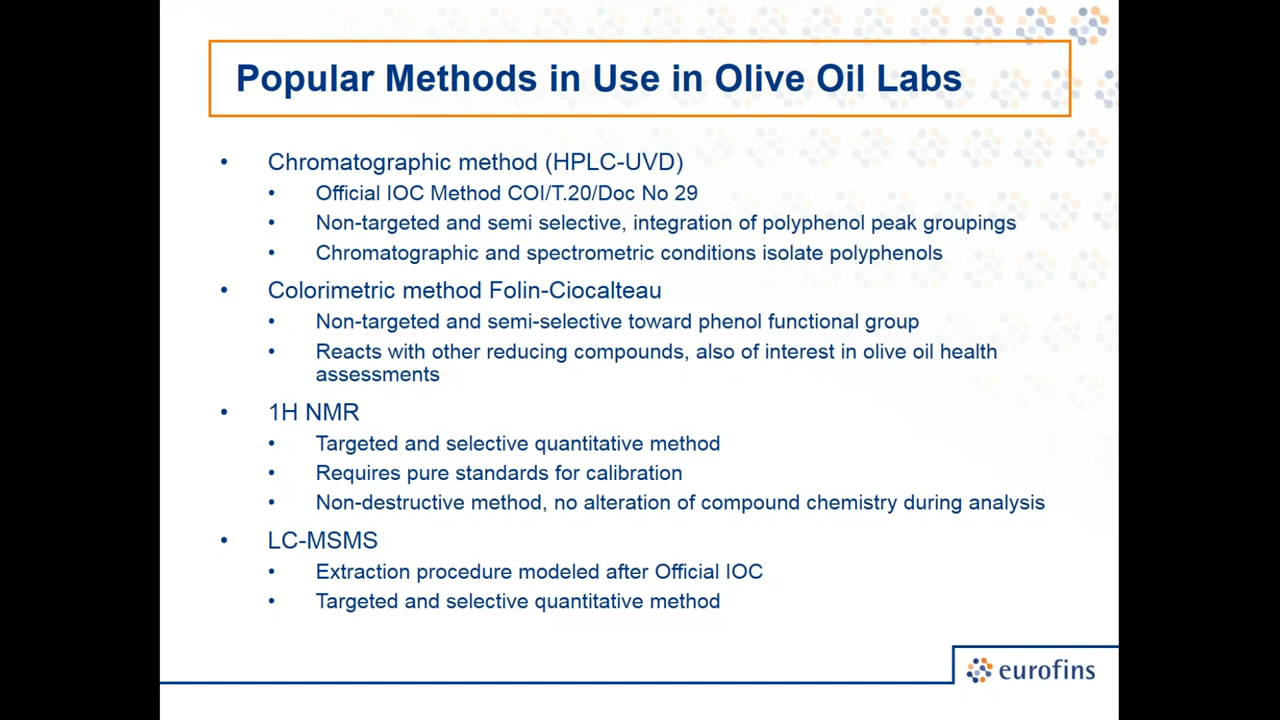 Popular Methods in Use in Olive Oil Labs
• Chromatographic method (HPLC-UVD)
• Official IOC Method COI/T.20/Doc No 29
• Non-targeted and semi selective, integration of polyphenol peak groupings
• Chromatographic and spectrometric conditions isolate polyphenols
• Colorimetric method Folin-Ciocalteau
• Non-targeted and semi-selective toward phenol functional group
• Reacts with other reducing compounds, also of interest in olive oil health
assessments
• 1H NMR
• Targeted and selective quantitative method
• Requires pure standards for calibration
• Non-destructive method, no alteration of compound chemistry during analysis
• LC-MSMS
• Extraction procedure modeled after Official IOC
• Targeted and selective quantitative method
eurofins